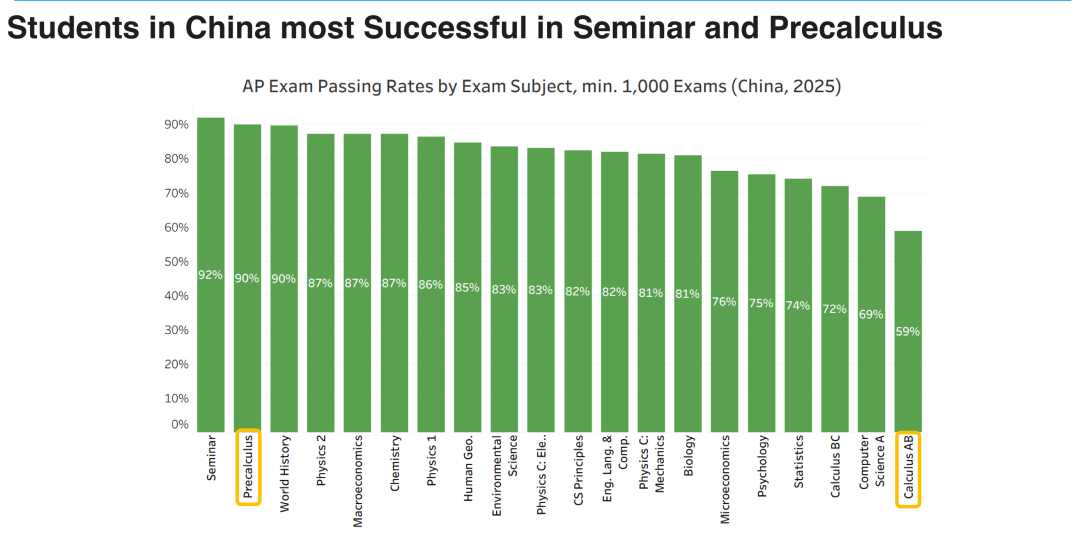 Students in China most Successful in Seminar and Precalculus
AP Exam Passing Rates by Exam Subject, min. 1,000 Exams (China, 2025)
90%
80%
70%
60%
50%
40%
30%
20%
10%
0%
92%
90%
90%
87%
87%
87%
86%
85%
83%
83%
82%
82%
81%
81%
76%
75%
74%
72%
69%
59%
Seminar
Precalculus
World History
Physics 2
Macroeconomics
Chemistry
Physics 1
Human Geo.
Environmental
Science
Physics C: Ele..
CS Principles
Eng. Lang. &
Comp.
Physics C:
Mechanics
Biology
Microeconomics
Psychology
Statistics
Calculus BC
Computer
Science A
Calculus AB